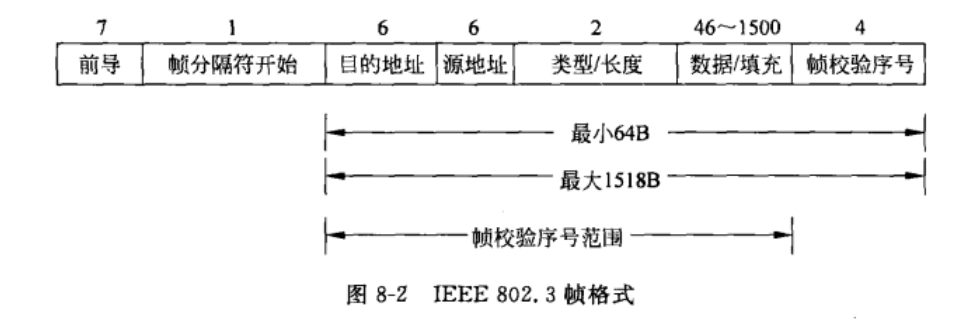 7 1 6 6 2 46～1500 4
前导 帧分隔符开始 目的地址 源地址 类型/长度 数据/填充 帧校验序号
最小64B
最大1518B
帧校验序号范围
图 8-2 IEEE 802.3 帧格式